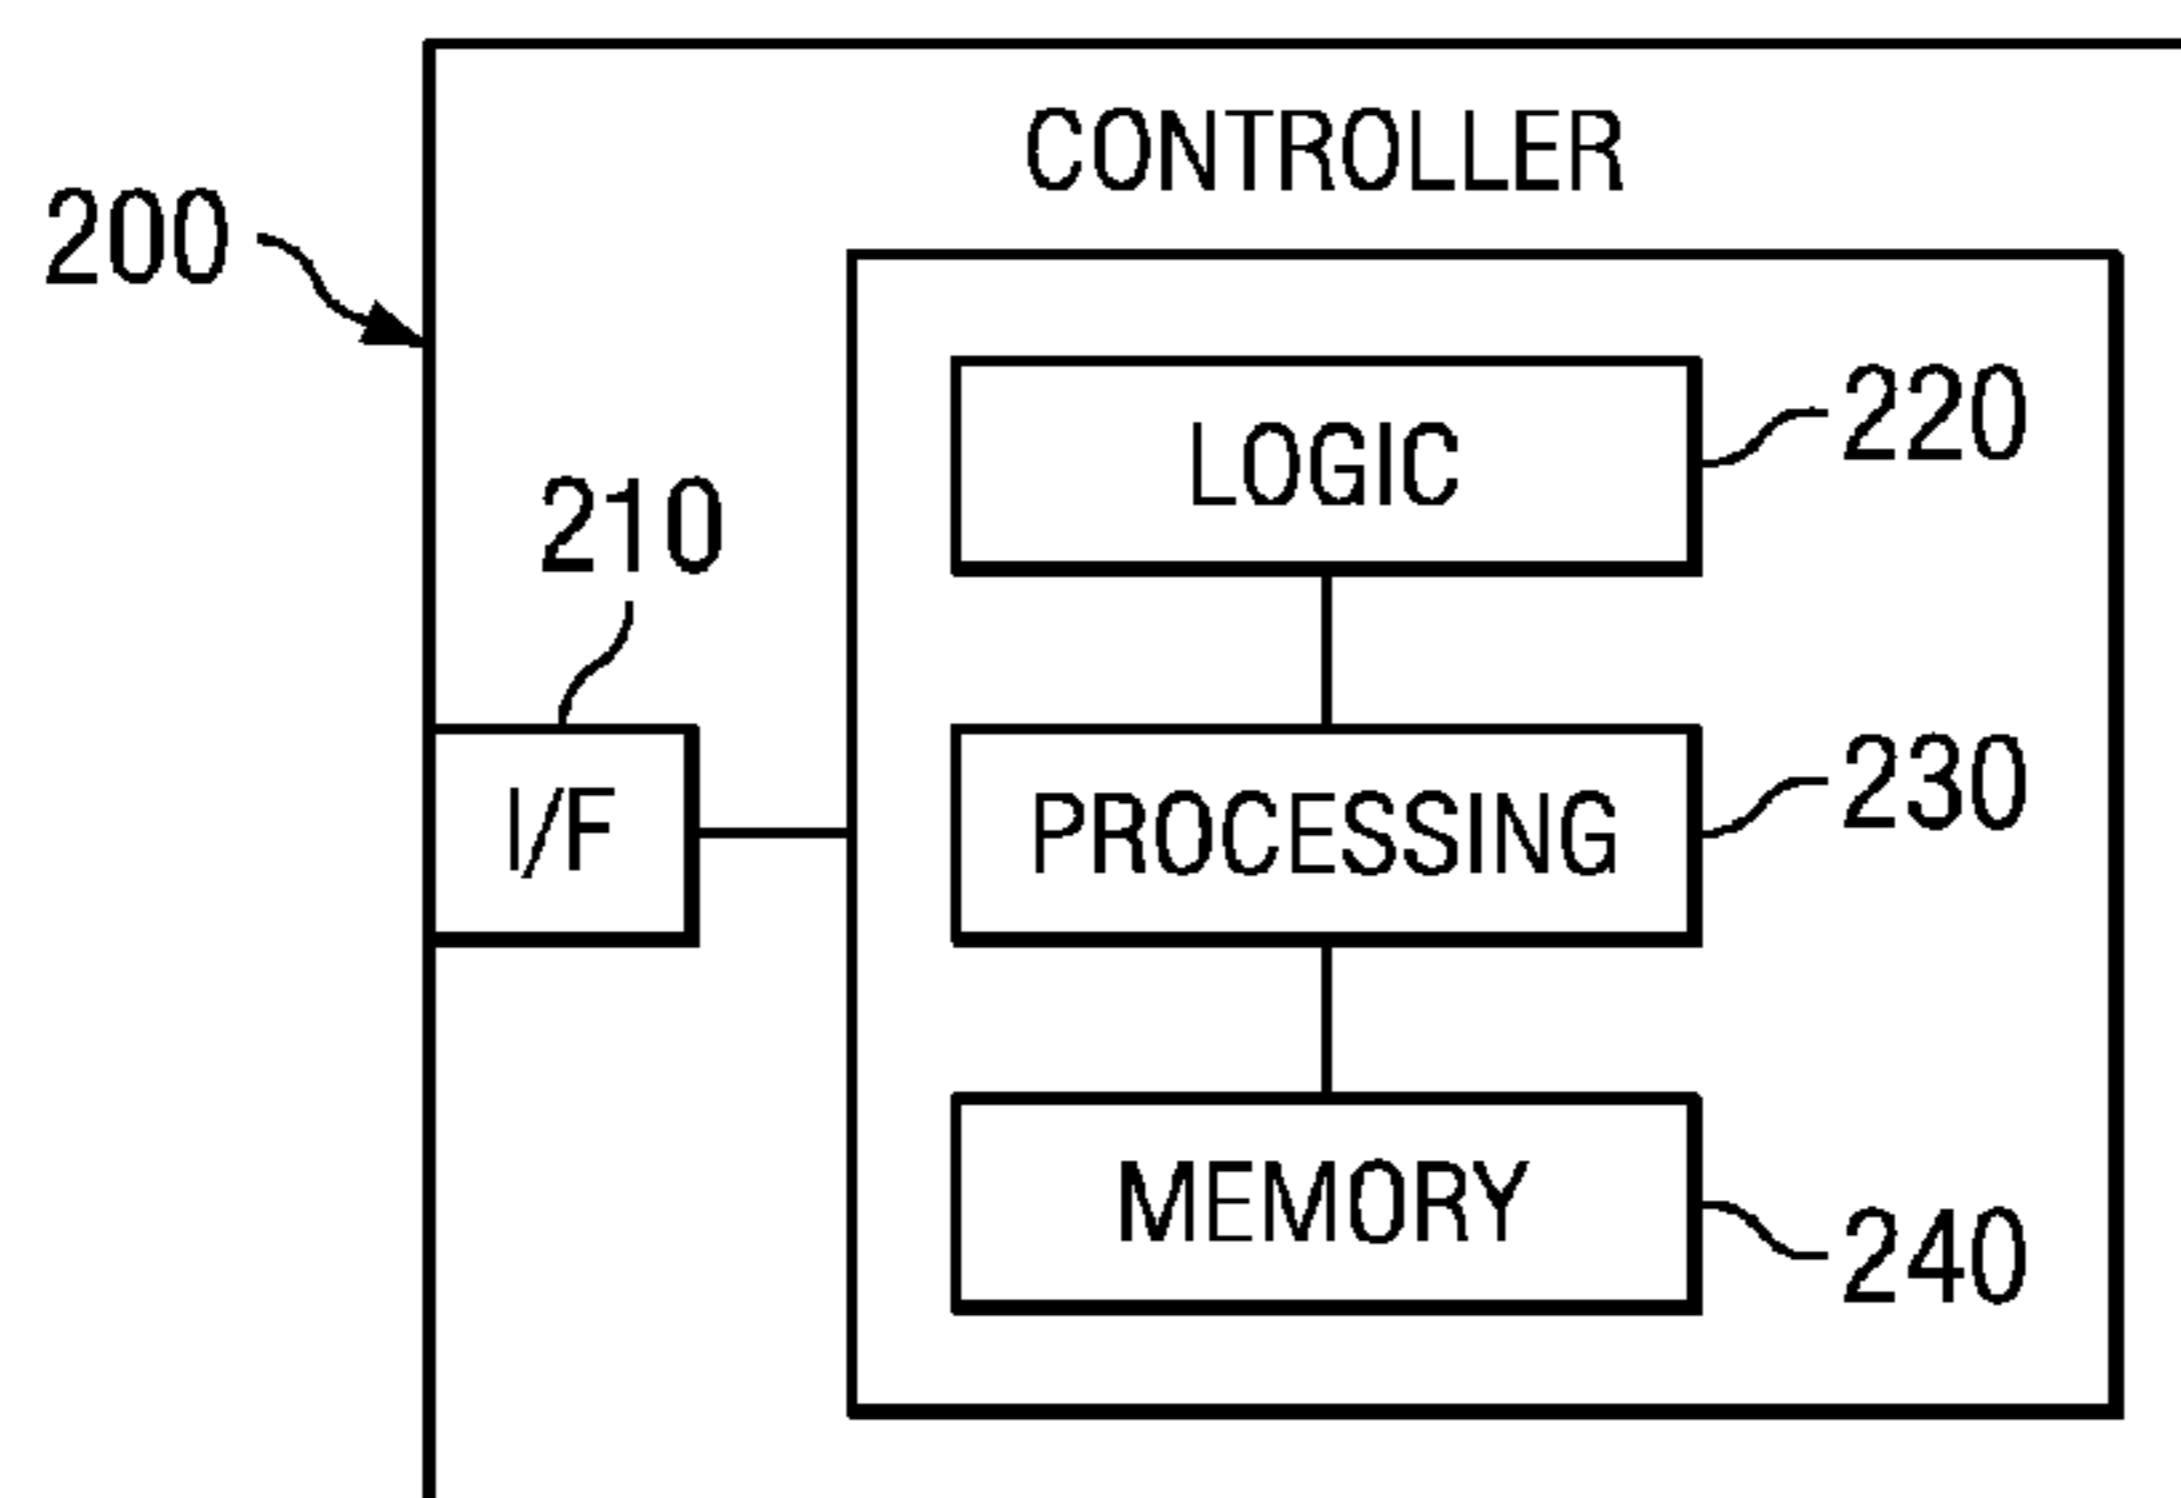 CONTROLLER
200
LOGIC
220
210
I/F
PROCESSING
230
MEMORY
240